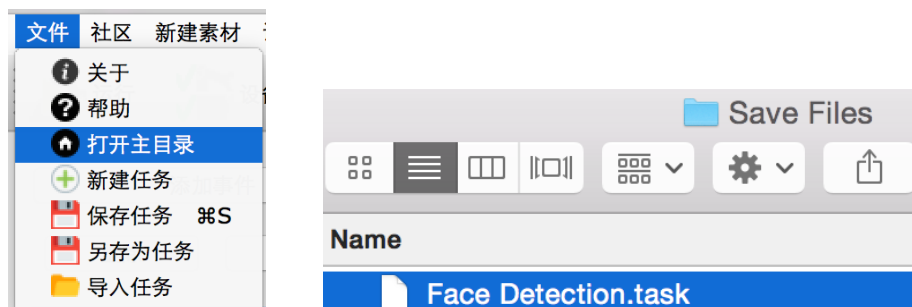 文件 社区 新建素材
关于
帮助
打开主目录
新建任务
保存任务 ⌘S
另存为任务
导入任务
Save Files
Name
Face Detection.task